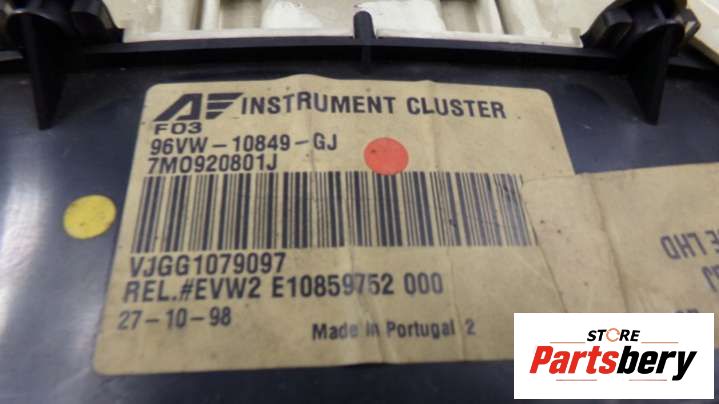 AF INSTRUMENT CLUSTER
F03
96VW-10849-GJ
7M0920801J
VJGG1079097
REL.#EVW2 E10859752 000
27-10-98
Made in Portugal 2
LHD
STORE
Partsbery